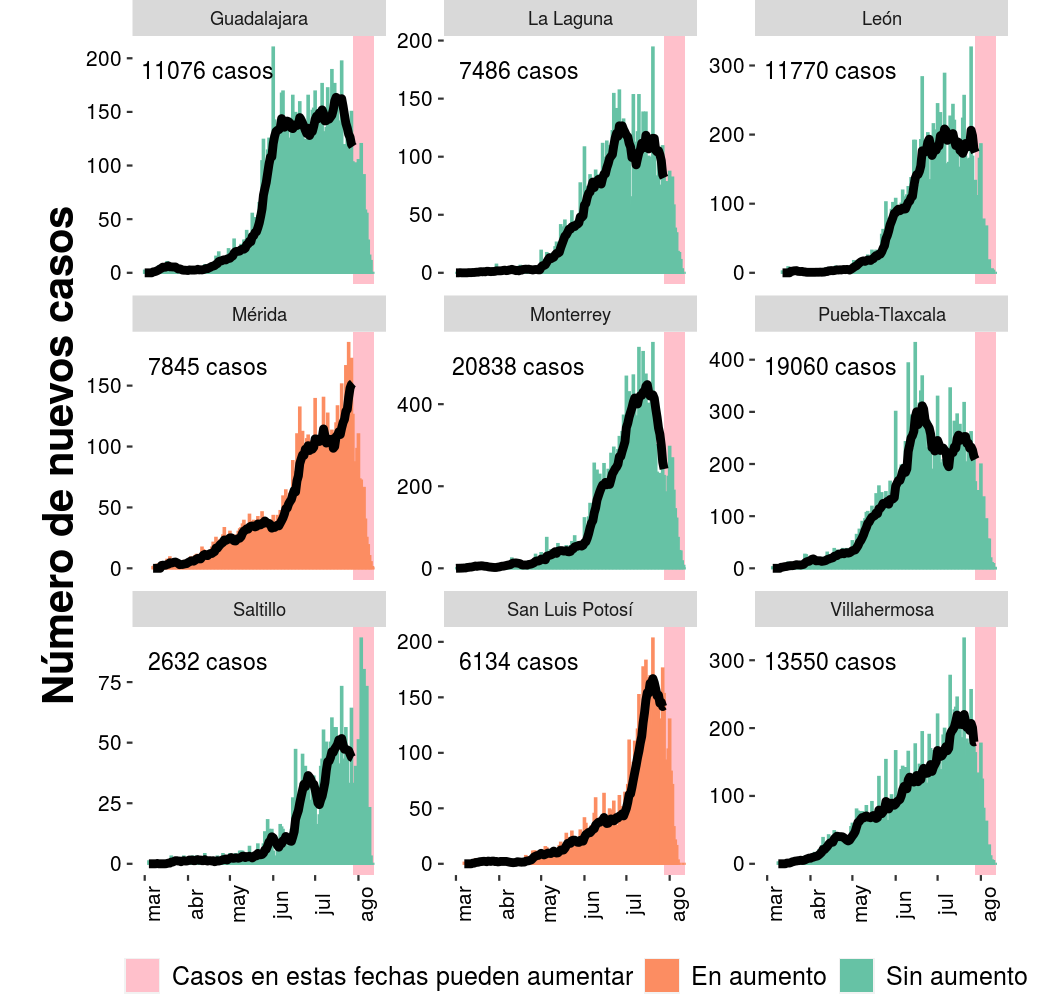 Número de nuevos casos
Guadalajara
La Laguna
León
11076 casos
7486 casos
11770 casos
200
150
100
50
0
200
150
100
50
0
300
200
100
0
Mérida
Monterrey
Puebla-Tlaxcala
7845 casos
20838 casos
19060 casos
150
100
50
0
400
200
0
400
300
200
100
0
Saltillo
San Luis Potosí
Villahermosa
2632 casos
6134 casos
13550 casos
75
50
25
0
200
150
100
50
0
300
200
100
0
mar abr may jun jul ago
mar abr may jun jul ago
mar abr may jun jul ago
Casos en estas fechas pueden aumentar
En aumento
Sin aumento